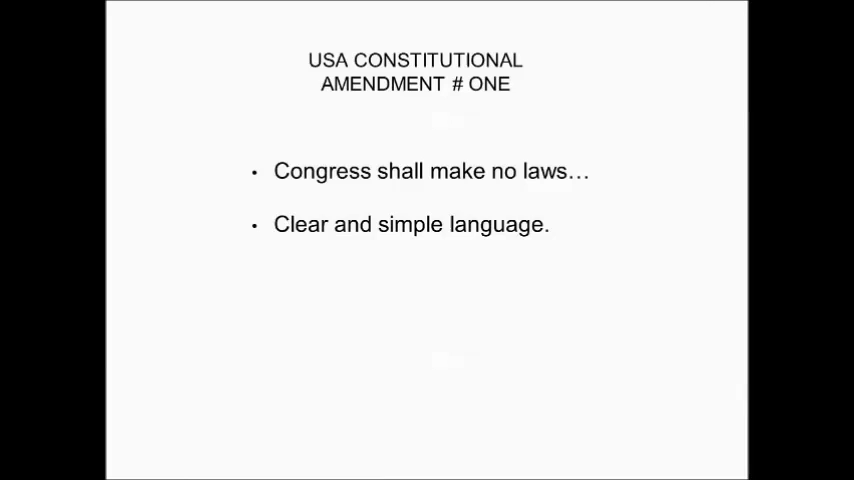 USA CONSTITUTIONAL
AMENDMENT # ONE
• Congress shall make no laws…
• Clear and simple language.